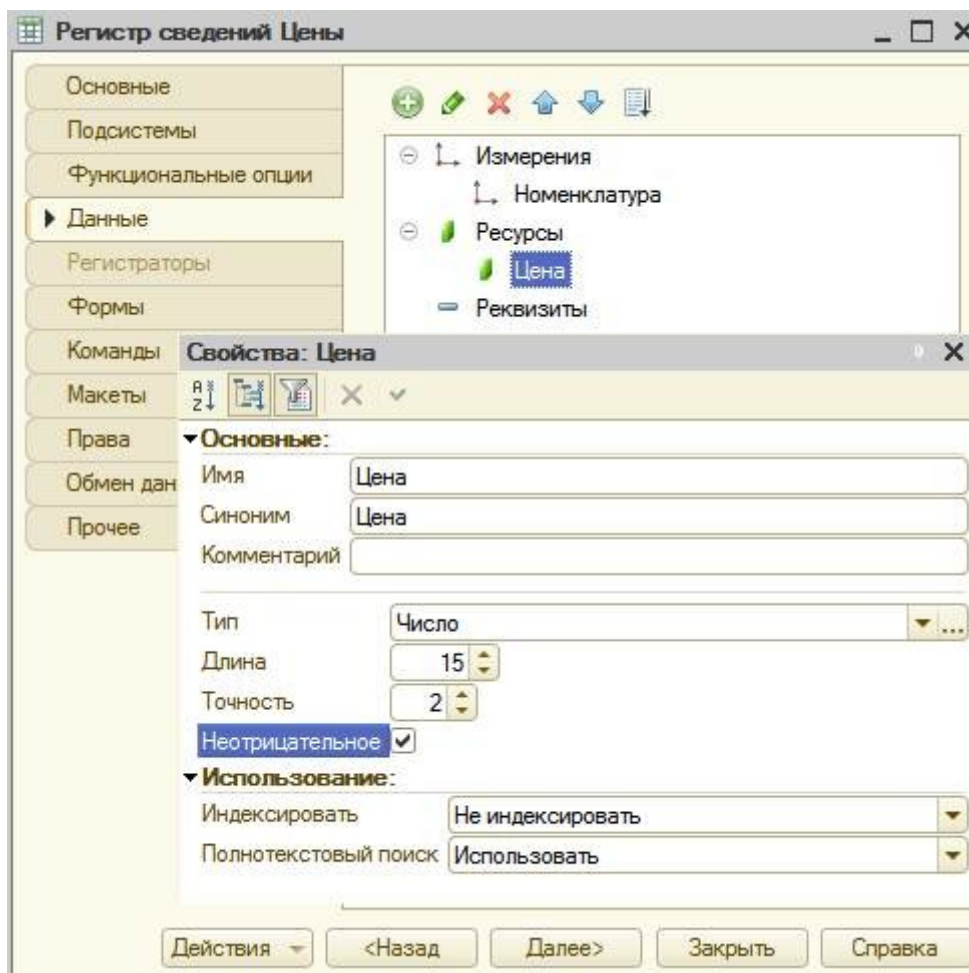 Регистр сведений Цены
Основные
Подсистемы
Функциональные опции
Данные
Регистраторы
Формы
Команды
Макеты
Права
Обмен дан
Прочее
Измерения
Номенклатура
Ресурсы
Цена
Реквизиты
Свойства: Цена
Основные:
Имя Цена
Синоним Цена
Комментарий
Тип Число
Длина 15
Точность 2
Неотрицательное
Использование:
Индексировать Не индексировать
Полнотекстовый поиск Использовать
Действия <Назад Далее> Закрыть Справка